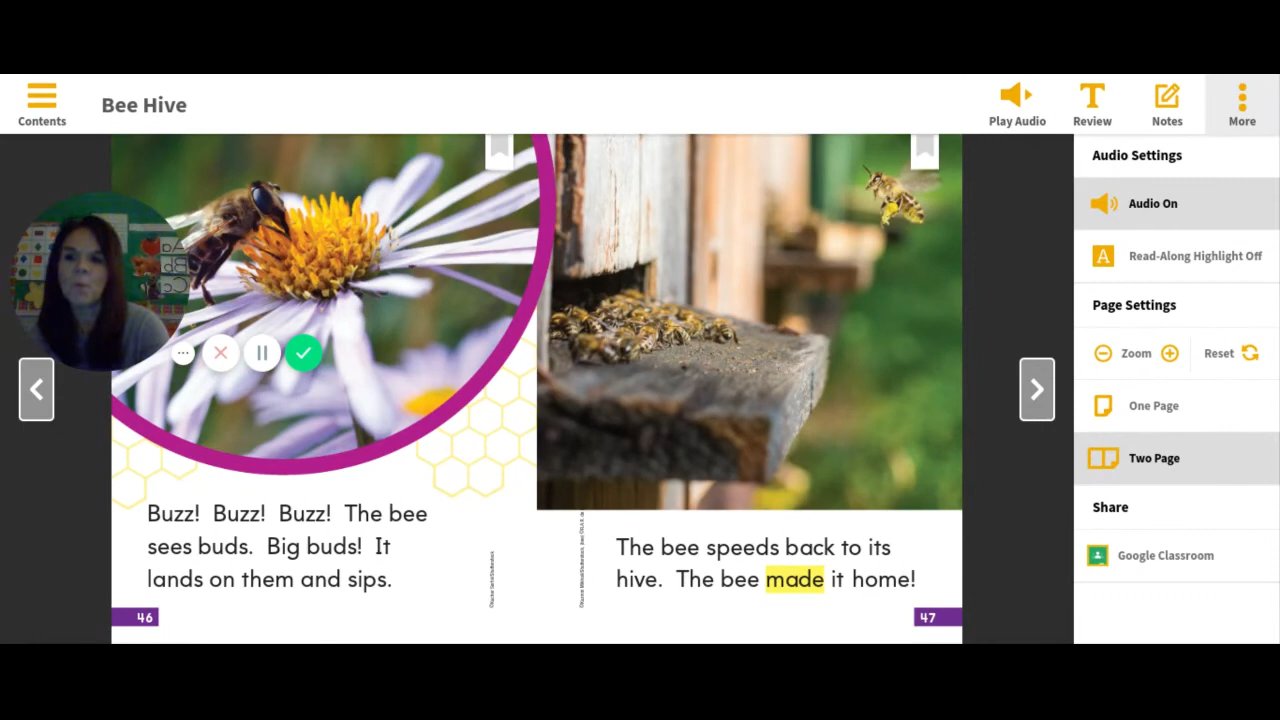 Contents
Bee Hive
Play Audio
Review
Notes
More
Buzz! Buzz! Buzz! The bee
sees buds. Big buds! It
lands on them and sips.
46
The bee speeds back to its
hive. The bee made it home!
47
Audio Settings
Audio On
Read-Along Highlight Off
Page Settings
Zoom
Reset
One Page
Two Page
Share
Google Classroom